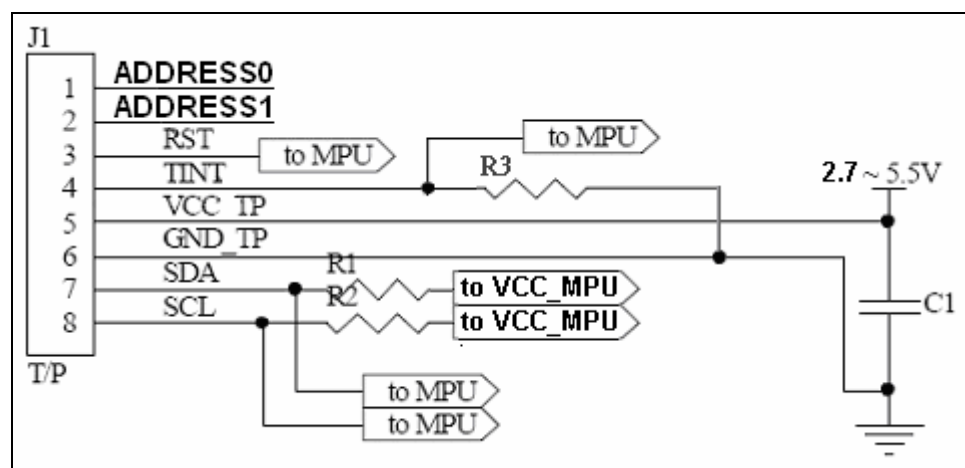 J1
1 ADDRESS0
2 ADDRESS1
3 RST to MPU
to MPU
4 TINT R3
2.7 ~ 5.5V
5 VCC_TP
6 GND_TP
7 SDA R1 to VCC_MPU
8 SCL R2 to VCC_MPU
C1
T/P
to MPU
to MPU